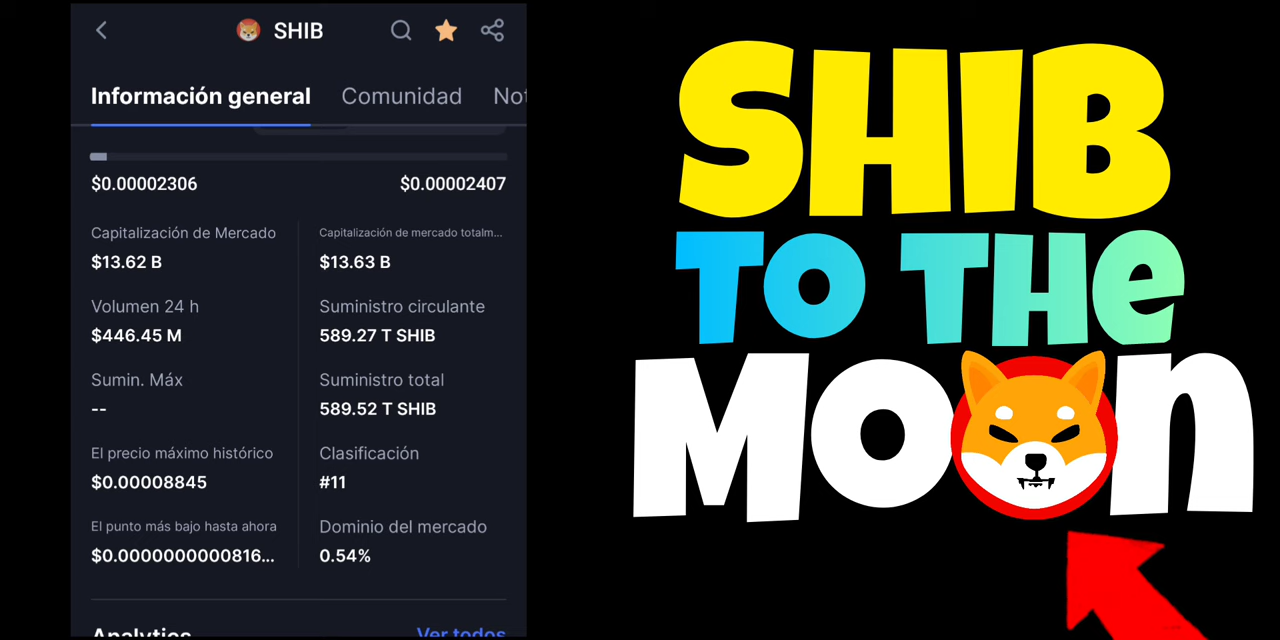 SHIB
Información general Comunidad
$0.00002306 $0.00002407
Capitalización de Mercado
$13.62 B
Capitalización de mercado totalm...
$13.63 B
Volumen 24 h
$446.45 M
Suministro circulante
589.27 T SHIB
Sumin. Máx
--
Suministro total
589.52 T SHIB
El precio máximo histórico
$0.00008845
Clasificación
#11
El punto más bajo hasta ahora
$0.0000000000816...
Dominio del mercado
0.54%
Analytics Ver todos
SHIB
TO THe
MOOn